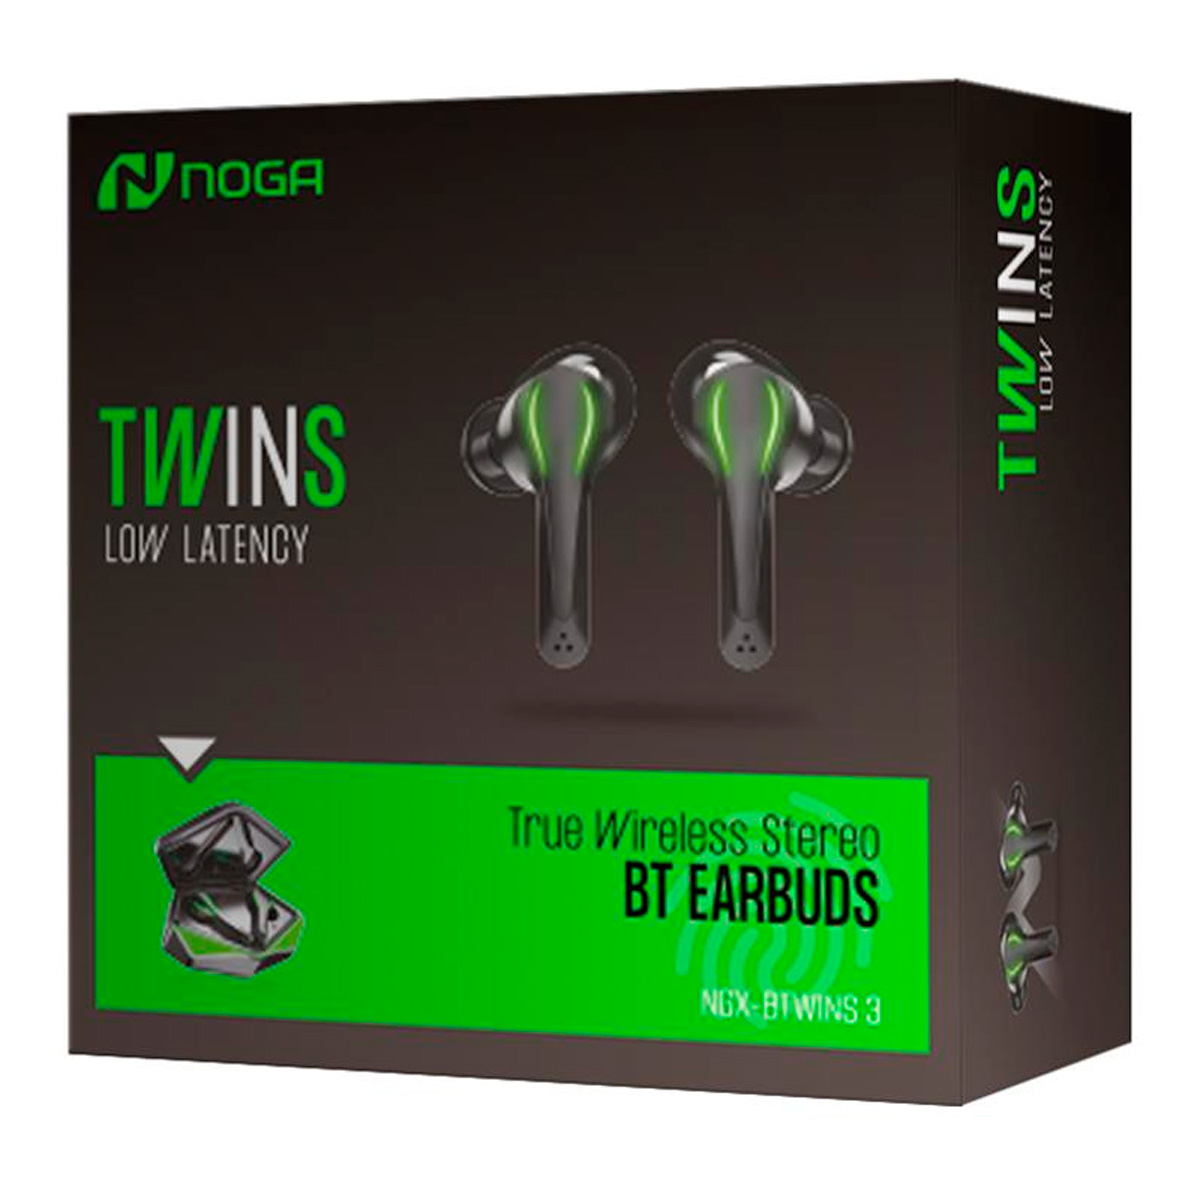 NOGA
TWINS
LOW LATENCY
True Wireless Stereo
BT EARBUDS
NGX-BTWINS 3
TWINS
LOW LATENCY